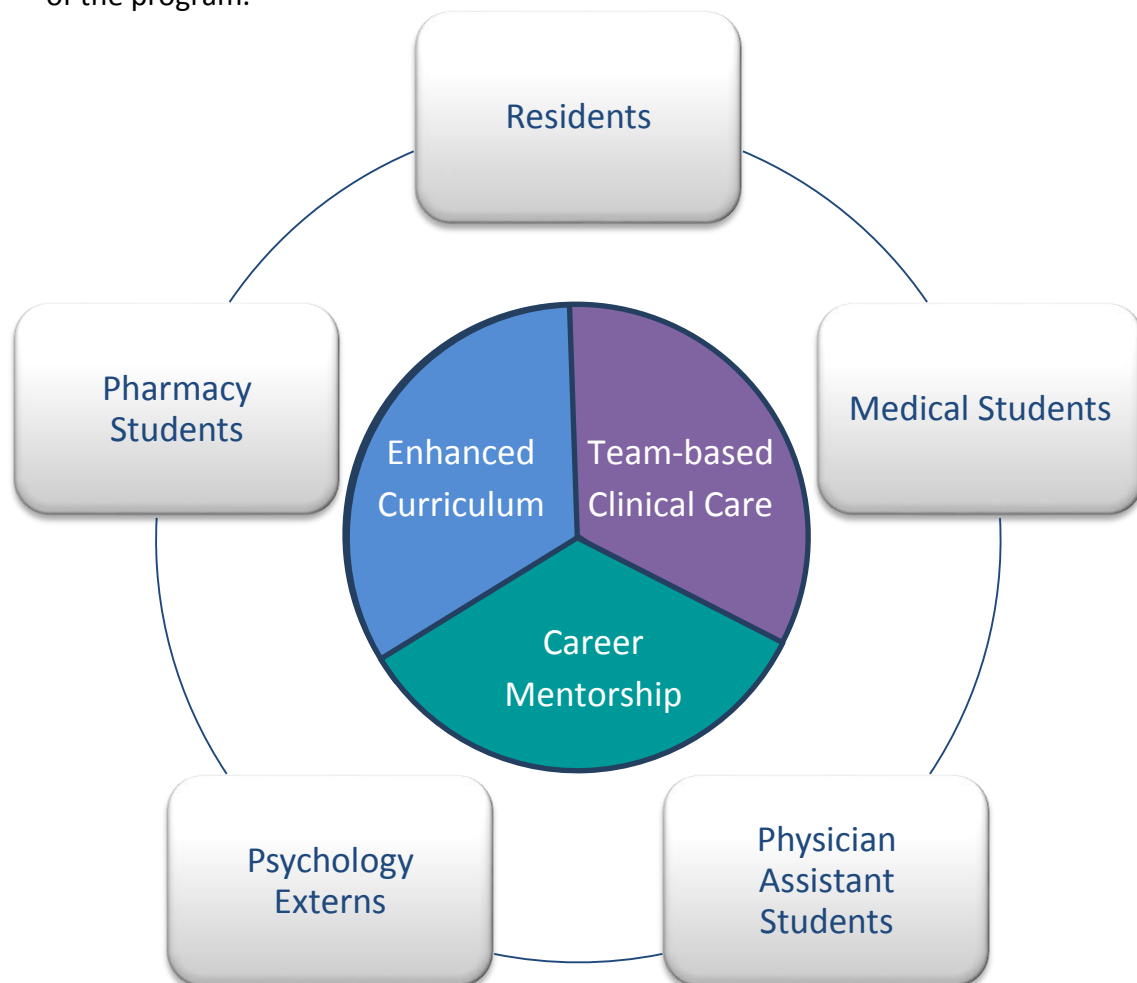 of the program.
Residents
Pharmacy
Students
Medical Students
Enhanced
Curriculum
Team-based
Clinical Care
Career
Mentorship
Psychology
Externs
Physician
Assistant
Students